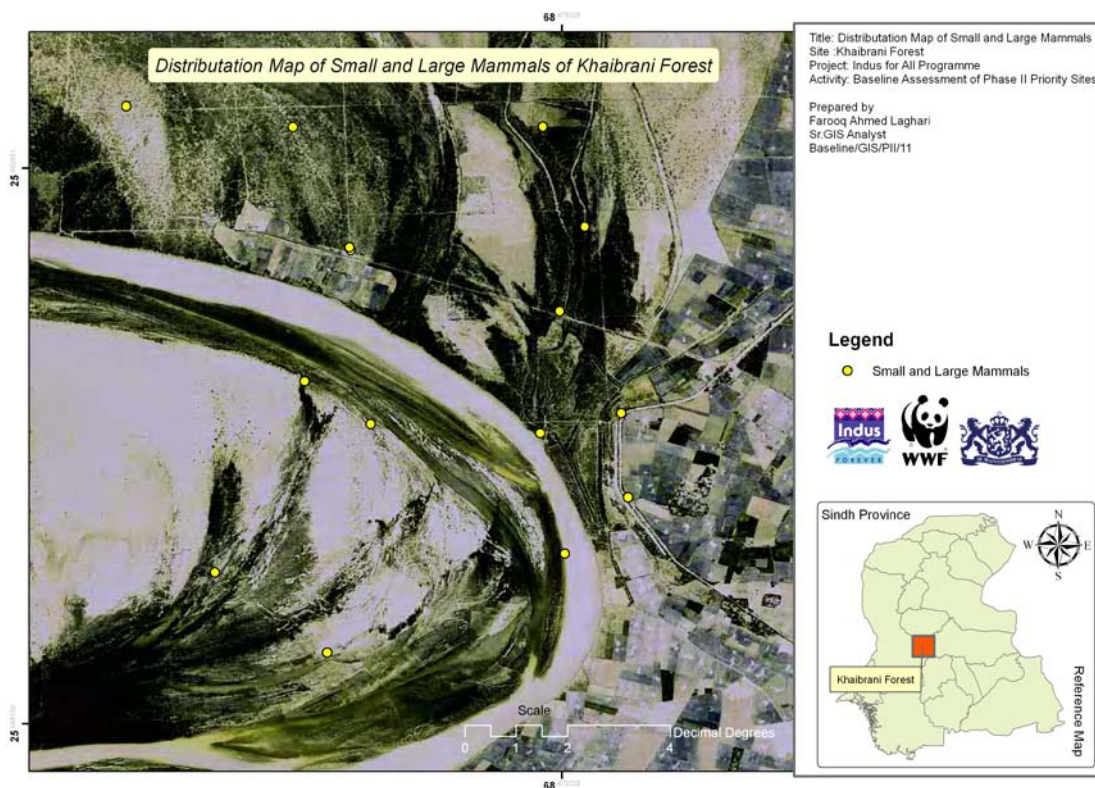 68
Distributation Map of Small and Large Mammals of Khaibrani Forest
25
25
Scale
0 1 2 4
Decimal Degrees
68
Title: Distributation Map of Small and Large Mammals
Site :Khaibrani Forest
Project: Indus for All Programme
Activity: Baseline Assessment of Phase II Priority Sites
Prepared by
Farooq Ahmed Laghari
Sr.GIS Analyst
Baseline/GIS/PII/11
Legend
Small and Large Mammals
Indus
FOREVER
WWF
Sindh Province
N
W E
S
Khaibrani Forest
Reference Map